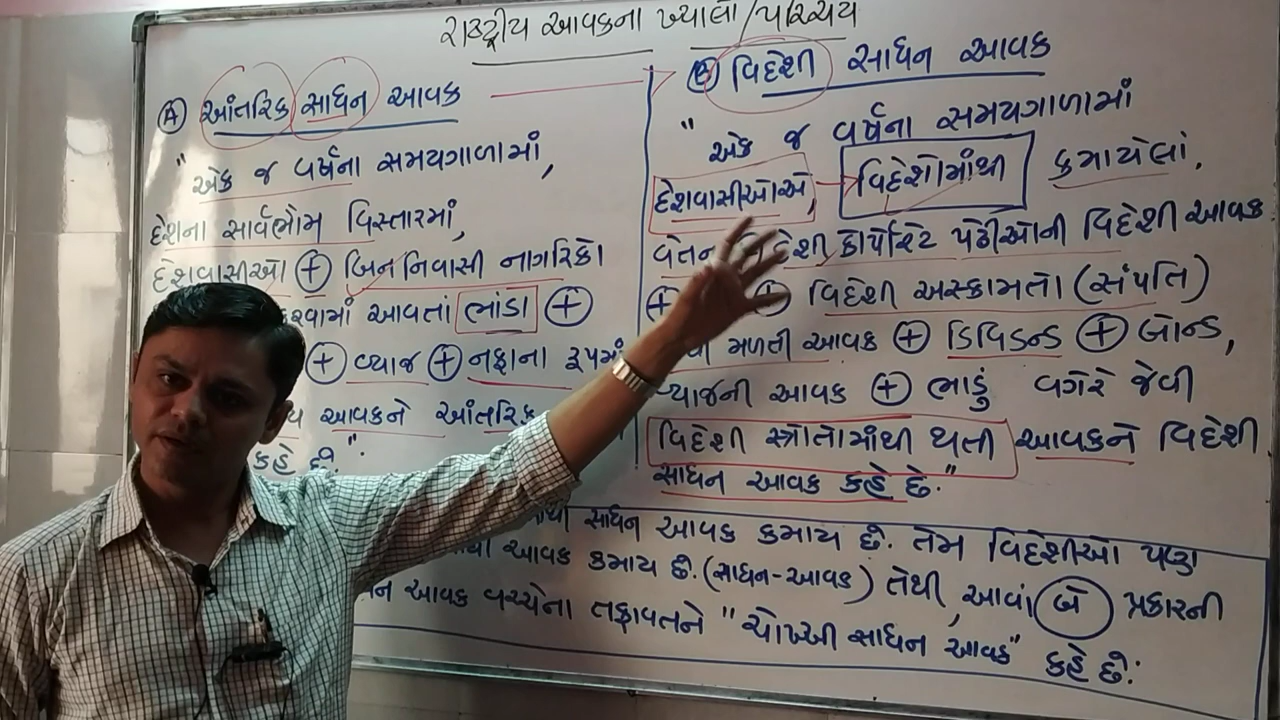 રાષ્ટ્રીય આવકના ખ્યાલો/પરિચય
(A) આંતરિક સાધન આવક
" એક જ વર્ષના સમયગાળામાં,
દેશના સાર્વભૌમ વિસ્તારમાં,
દેશવાસીઓ + બિનનિવાસી નાગરિકો
કરવામાં આવતાં ભાંડા +
+ વ્યાજ + નફાના રૂપમાં
આવકને આંતરિક
કહે છે."
(B) વિદેશી સાધન આવક
" એક જ વર્ષના સમયગાળામાં
દેશવાસીઓએ, વિદેશોમાંથી કમાયેલાં,
વેતન વિદેશી કોર્પોરેટ પેઢીઓની વિદેશી આવક
+ + વિદેશી અસ્કામતો (સંપતિ)
મળતી આવક + ડિવિડન્ડ + બોન્ડ,
વ્યાજની આવક + ભાડું વગેરે જેવી
વિદેશી સ્ત્રોતોમાંથી થતી આવકને વિદેશી
સાધન આવક કહે છે."
સાધન આવક કમાય છે. તેમ વિદેશીઓ પણ
આવક કમાય છે. (સાધન-આવક) તેથી, આવાં બે પ્રકારની
આવક વચ્ચેના તફાવતને "ચોખ્ખી સાધન આવક" કહે છે.